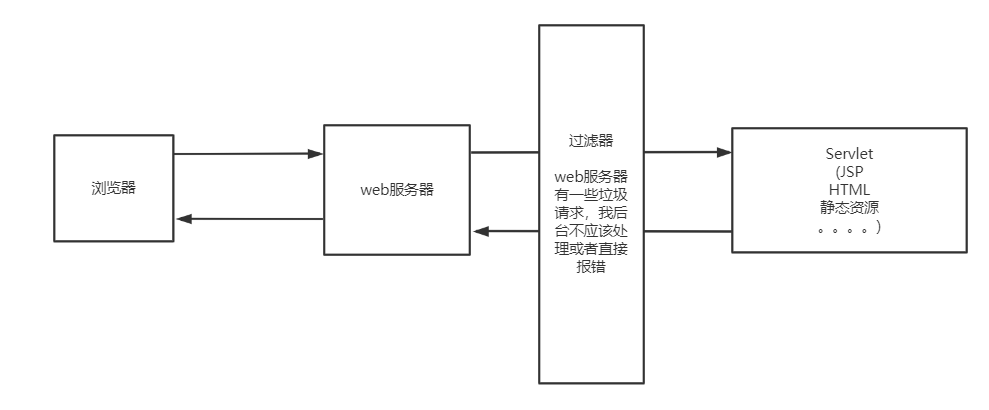 浏览器
web服务器
过滤器
web服务器
有一些垃圾
请求，我后
台不应该处
理或者直接
报错
Servlet
(JSP
HTML
静态资源
。。。。)